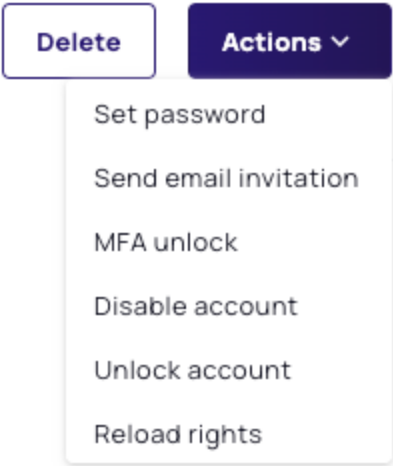 Delete
Actions
Set password
Send email invitation
MFA unlock
Disable account
Unlock account
Reload rights